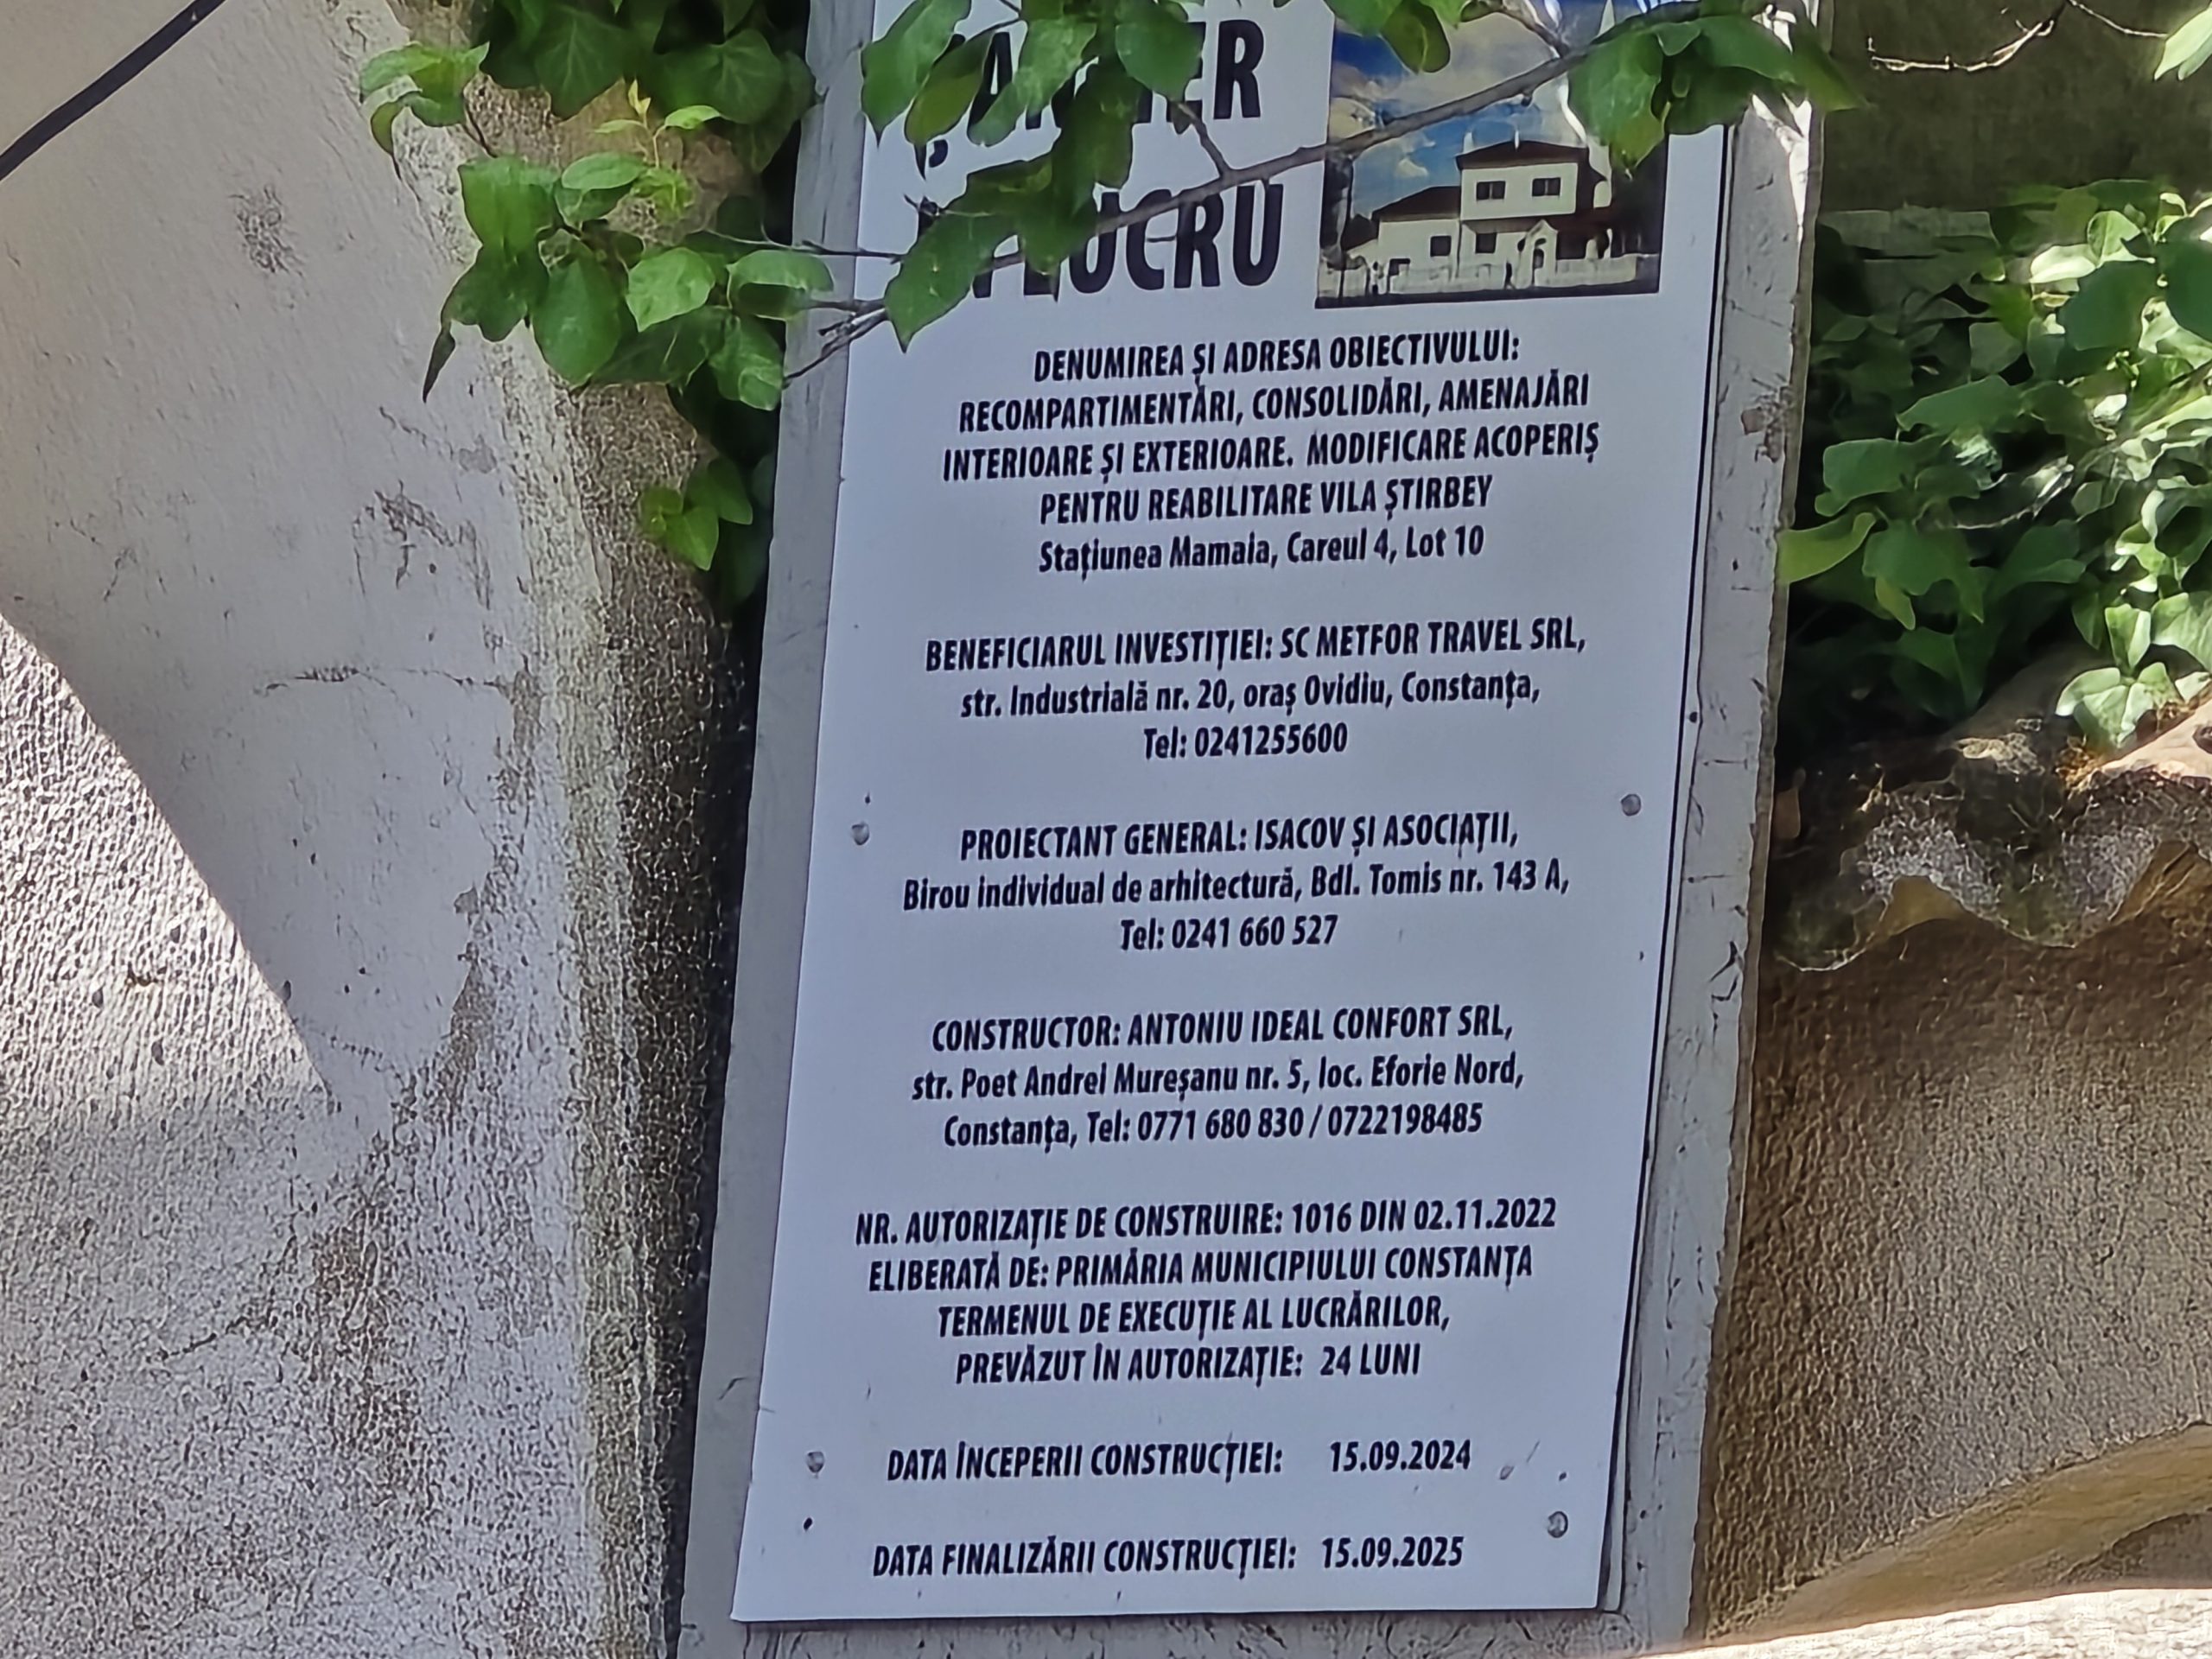 LUCRU
DENUMIREA ȘI ADRESA OBIECTIVULUI:
RECOMPARTIMENTĂRI, CONSOLIDĂRI, AMENAJĂRI
INTERIOARE ȘI EXTERIOARE. MODIFICARE ACOPERIȘ
PENTRU REABILITARE VILA ȘTIRBEY
Stațiunea Mamaia, Careul 4, Lot 10
BENEFICIARUL INVESTIȚIEI: SC METFOR TRAVEL SRL,
str. Industrială nr. 20, oraș Ovidiu, Constanța,
Tel: 0241255600
PROIECTANT GENERAL: ISACOV ȘI ASOCIAȚII,
Birou individual de arhitectură, Bdl. Tomis nr. 143 A,
Tel: 0241 660 527
CONSTRUCTOR: ANTONIU IDEAL CONFORT SRL,
str. Poet Andrei Mureșanu nr. 5, loc. Eforie Nord,
Constanța, Tel: 0771 680 830 / 0722198485
NR. AUTORIZAȚIE DE CONSTRUIRE: 1016 DIN 02.11.2022
ELIBERATĂ DE: PRIMĂRIA MUNICIPIULUI CONSTANȚA
TERMENUL DE EXECUȚIE AL LUCRĂRILOR,
PREVĂZUT ÎN AUTORIZAȚIE: 24 LUNI
DATA ÎNCEPERII CONSTRUCȚIEI: 15.09.2024
DATA FINALIZĂRII CONSTRUCȚIEI: 15.09.2025